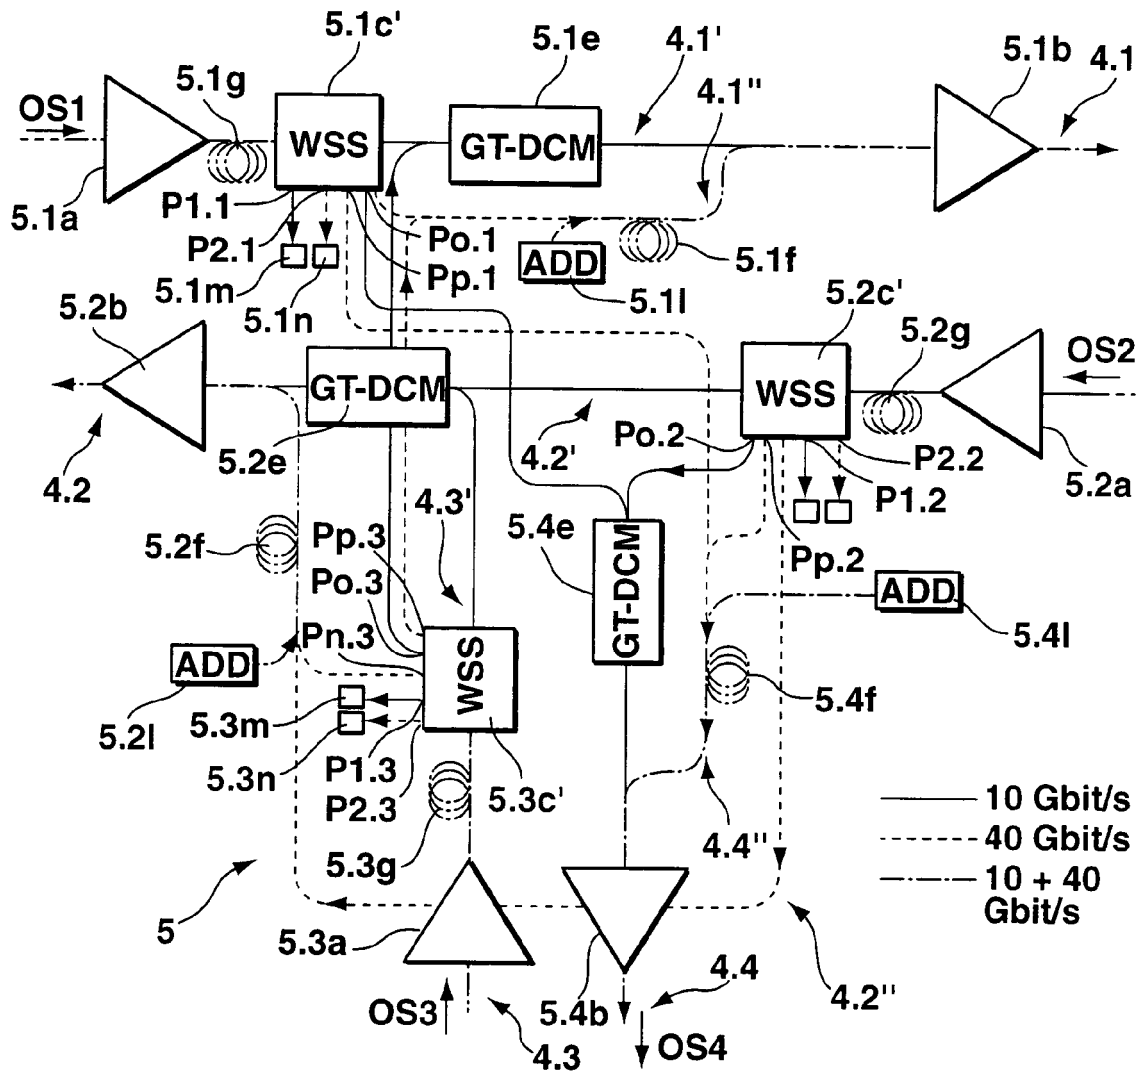 5.1c'
5.1e
4.1'
5.1b
4.1
5.1g
4.1''
OS1
WSS
GT-DCM
5.1a
P1.1
P2.1
Po.1
Pp.1
ADD
5.1f
5.1m
5.1n
5.1l
5.2b
5.2c'
5.2g
OS2
GT-DCM
WSS
4.2
5.2e
4.2'
Po.2
P2.2
P1.2
5.2a
4.3'
5.4e
Pp.2
5.2f
Pp.3
Po.3
Pn.3
GT-DCM
ADD
5.4l
ADD
WSS
5.2l
5.3m
5.3n
P1.3
P2.3
5.3c'
5.4f
5.3g
4.4''
10 Gbit/s
40 Gbit/s
10 + 40
Gbit/s
5
5.3a
5.4b
4.4
4.2''
OS3
4.3
OS4